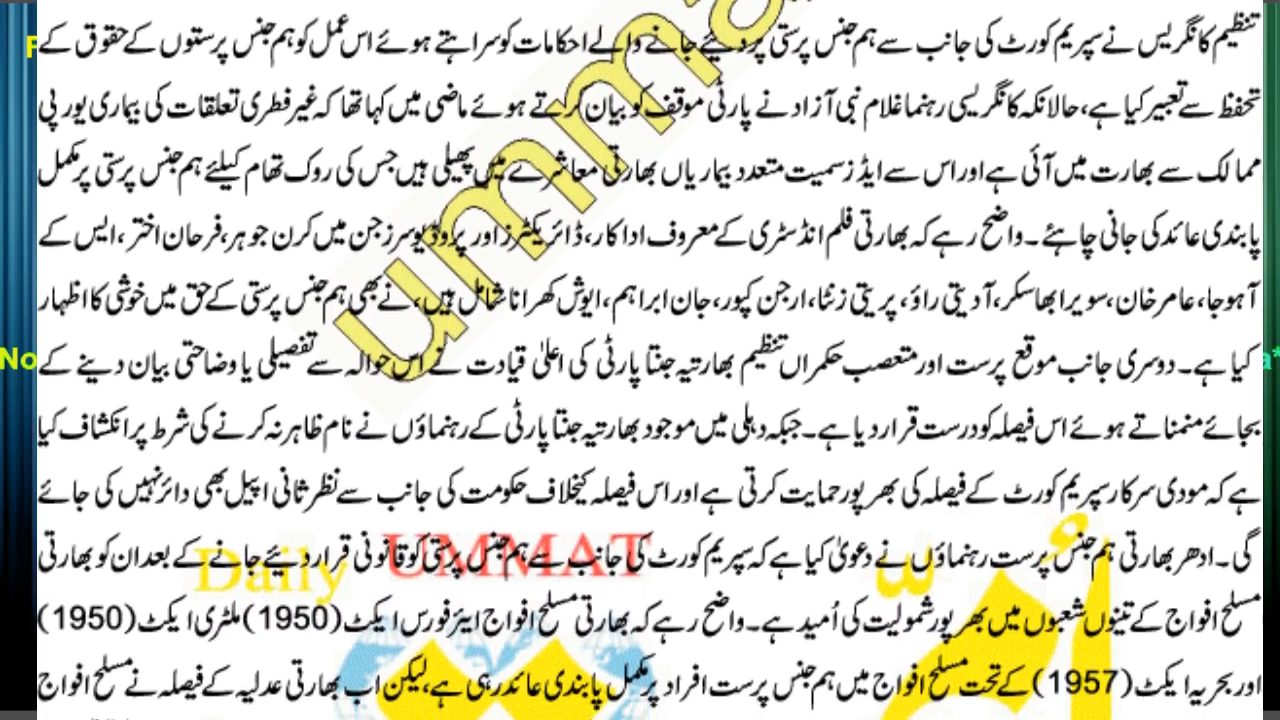 تنظیم کانگریس نے سپریم کورٹ کی جانب سے ہم جنس پرستی پر دئیے جانے والے احکامات کو سراہتے ہوئے اس عمل کو ہم جنس پرستوں کے حقوق کے
تحفظ سے تعبیر کیا ہے، حالانکہ کانگریسی رہنما غلام نبی آزاد نے پارٹی موقف کو بیان کرتے ہوئے ماضی میں کہا تھا کہ غیر فطری تعلقات کی بیماری یورپی
ممالک سے بھارت میں آئی ہے اور اس سے ایڈز سمیت متعدد بیماریاں بھارتی معاشرے میں پھیلی ہیں جس کی روک تھام کیلئے ہم جنس پرستی پر مکمل
پابندی عائد کی جانی چاہئے۔ واضح رہے کہ بھارتی فلم انڈسٹری کے معروف اداکار، ڈائریکٹرز اور پروڈیوسرز جن میں کرن جوہر، فرحان اختر، ایس کے
آہوجا، عامر خان، سویرا بھاسکر، آدیتی راؤ، پریتی زنٹا، ارجن کپور، جان ابراہم، ایوش کھرانا شامل ہیں، نے بھی ہم جنس پرستی کے حق میں خوشی کا اظہار
کیا ہے۔ دوسری جانب موقع پرست اور متعصب حکمراں تنظیم بھارتیہ جنتا پارٹی کی اعلیٰ قیادت نے اس حوالہ سے تفصیلی یا وضاحتی بیان دینے کے
بجائے منمناتے ہوئے اس فیصلہ کو درست قرار دیا ہے۔ جبکہ دہلی میں موجود بھارتیہ جنتا پارٹی کے رہنماؤں نے نام ظاہر نہ کرنے کی شرط پر انکشاف کیا
ہے کہ مودی سرکار سپریم کورٹ کے فیصلہ کی بھرپور حمایت کرتی ہے اور اس فیصلہ کیخلاف حکومت کی جانب سے نظر ثانی اپیل بھی دائر نہیں کی جائے
گی۔ ادھر بھارتی ہم جنس پرست رہنماؤں نے دعویٰ کیا ہے کہ سپریم کورٹ کی جانب سے ہم جنس پرستی کو قانونی قرار دئیے جانے کے بعد ان کو بھارتی
مسلح افواج کے تینوں شعبوں میں بھرپور شمولیت کی اُمید ہے۔ واضح رہے کہ بھارتی مسلح افواج ایئر فورس ایکٹ (1950) ملٹری ایکٹ (1950)
اور بحریہ ایکٹ (1957) کے تحت مسلح افواج میں ہم جنس پرست افراد پر مکمل پابندی عائد رہی ہے، لیکن اب بھارتی عدلیہ کے فیصلہ نے مسلح افواج
umma
Daily UMMAT
No